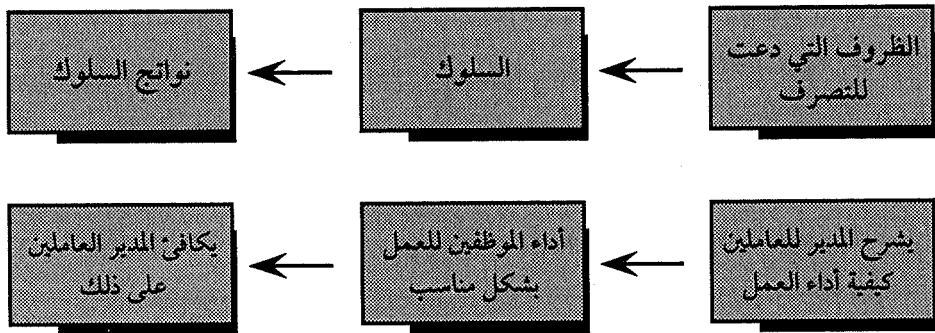 الظروف التي دعت
للتصرف
السلوك
نواتج السلوك
يشرح المدير للعاملين
كيفية أداء العمل
أداء الموظفين للعمل
بشكل مناسب
يكافئ المدير العاملين
على ذلك